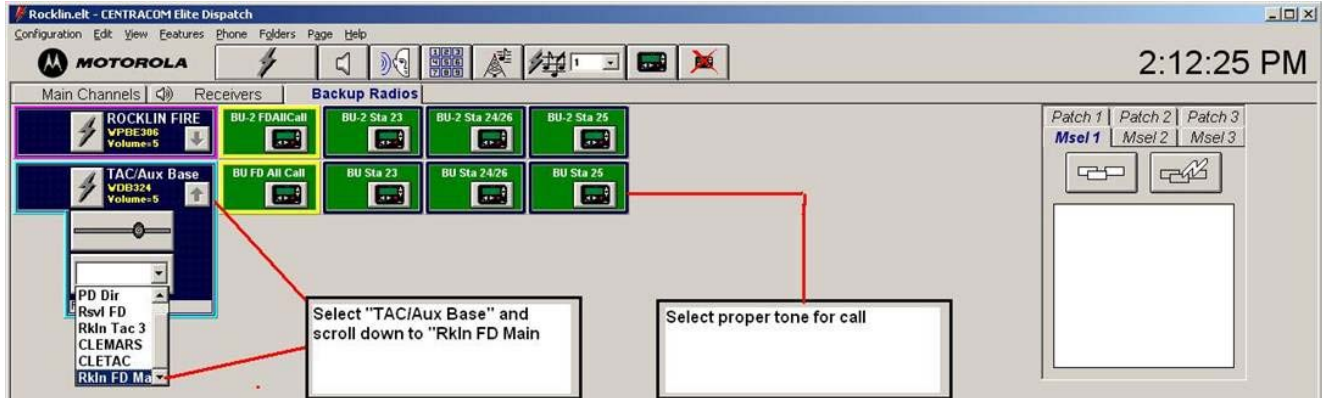 Rocklin.elt - CENTRACOM Elite Dispatch
Configuration Edit View Features Phone Folders Page Help
MOTOROLA 1 2:12:25 PM
Main Channels Receivers Backup Radios
ROCKLIN FIRE
WPBE306
Volume=5
BU-2 FDAllCall
BU-2 Sta 23
BU-2 Sta 24/26
BU-2 Sta 25
Patch 1 Patch 2 Patch 3
Msel 1 Msel 2 Msel 3
TAC/Aux Base
WDB324
Volume=5
BU FD All Call
BU Sta 23
BU Sta 24/26
BU Sta 25
PD Dir
Rsvl FD
Rkln Tac 3
CLEMARS
CLETAC
Rkln FD Ma
Select "TAC/Aux Base" and
scroll down to "Rkln FD Main
Select proper tone for call